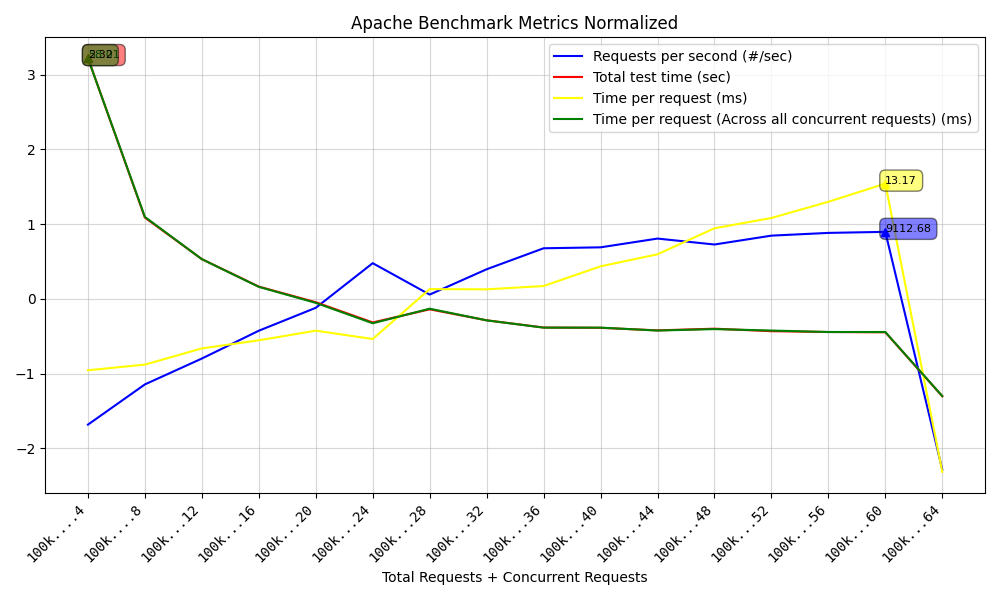 Apache Benchmark Metrics Normalized
Requests per second (#/sec)
Total test time (sec)
Time per request (ms)
Time per request (Across all concurrent requests) (ms)
13.17
9112.68
3
2
1
0
−1
−2
100k....4
100k....8
100k...12
100k...16
100k...20
100k...24
100k...28
100k...32
100k...36
100k...40
100k...44
100k...48
100k...52
100k...56
100k...60
100k...64
Total Requests + Concurrent Requests